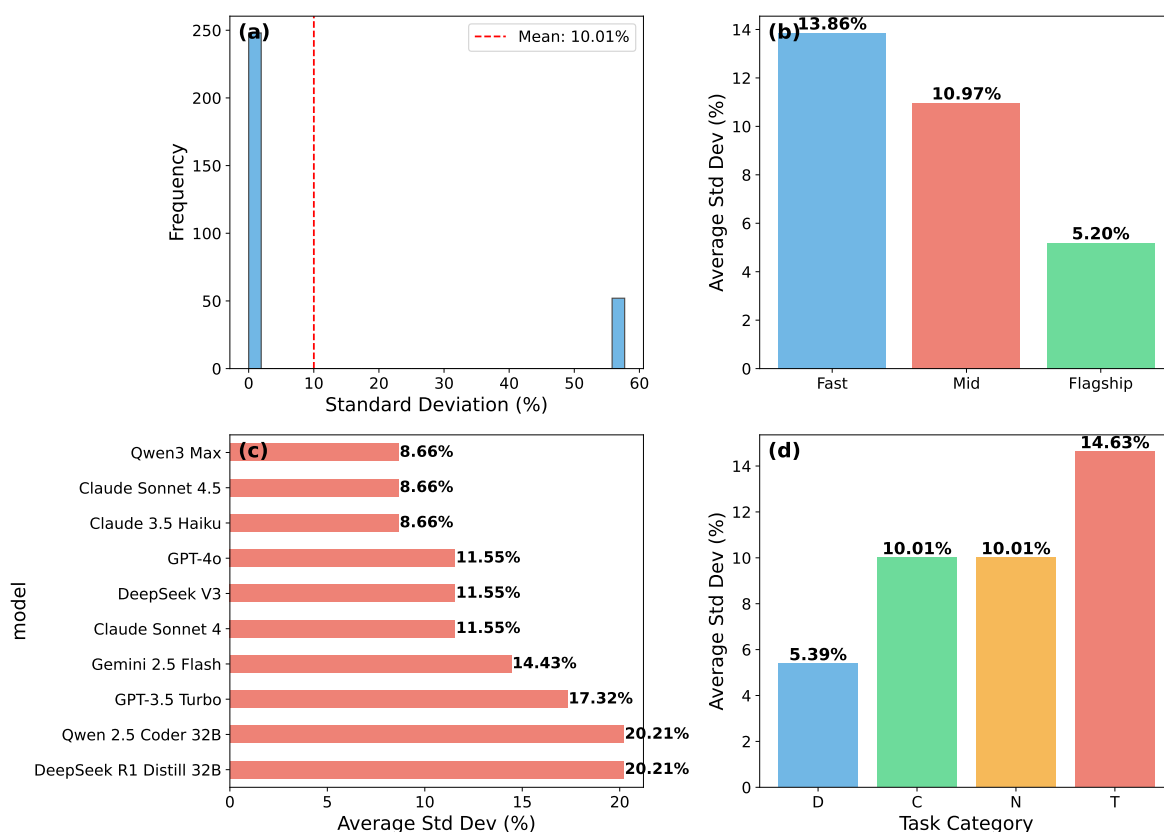 (a)
Mean: 10.01%
Frequency
250
200
150
100
50
0
0 10 20 30 40 50 60
Standard Deviation (%)
(b)
Average Std Dev (%)
14
12
10
8
6
4
2
0
13.86%
10.97%
5.20%
Fast Mid Flagship
(c)
model
Qwen3 Max 8.66%
Claude Sonnet 4.5 8.66%
Claude 3.5 Haiku 8.66%
GPT-4o 11.55%
DeepSeek V3 11.55%
Claude Sonnet 4 11.55%
Gemini 2.5 Flash 14.43%
GPT-3.5 Turbo 17.32%
Qwen 2.5 Coder 32B 20.21%
DeepSeek R1 Distill 32B 20.21%
0 5 10 15 20
Average Std Dev (%)
(d)
Average Std Dev (%)
14
12
10
8
6
4
2
0
5.39%
10.01%
10.01%
14.63%
D C N T
Task Category